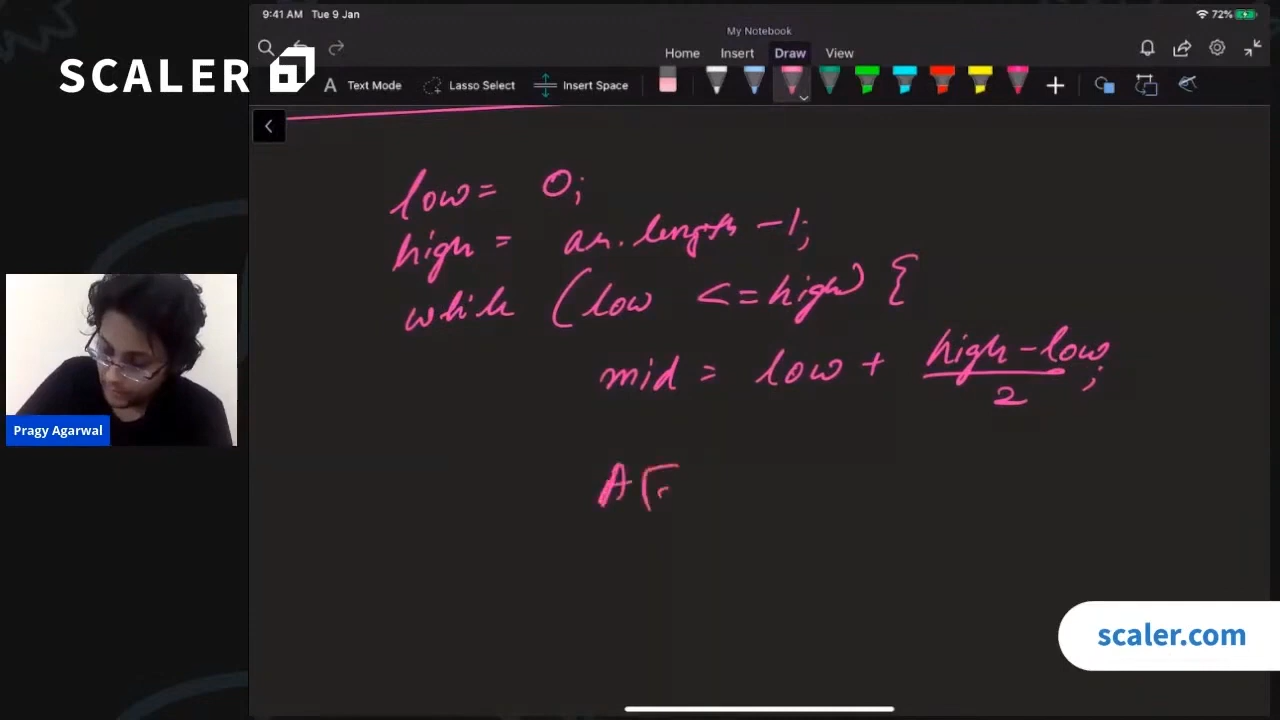 9:41 AM Tue 9 Jan
72%
My Notebook
Home Insert Draw View
SCALER
Text Mode Lasso Select Insert Space
low = 0;
high = arr.length -1;
while (low <= high) {
mid = low + high - low / 2 ;
Pragy Agarwal
A[
scaler.com